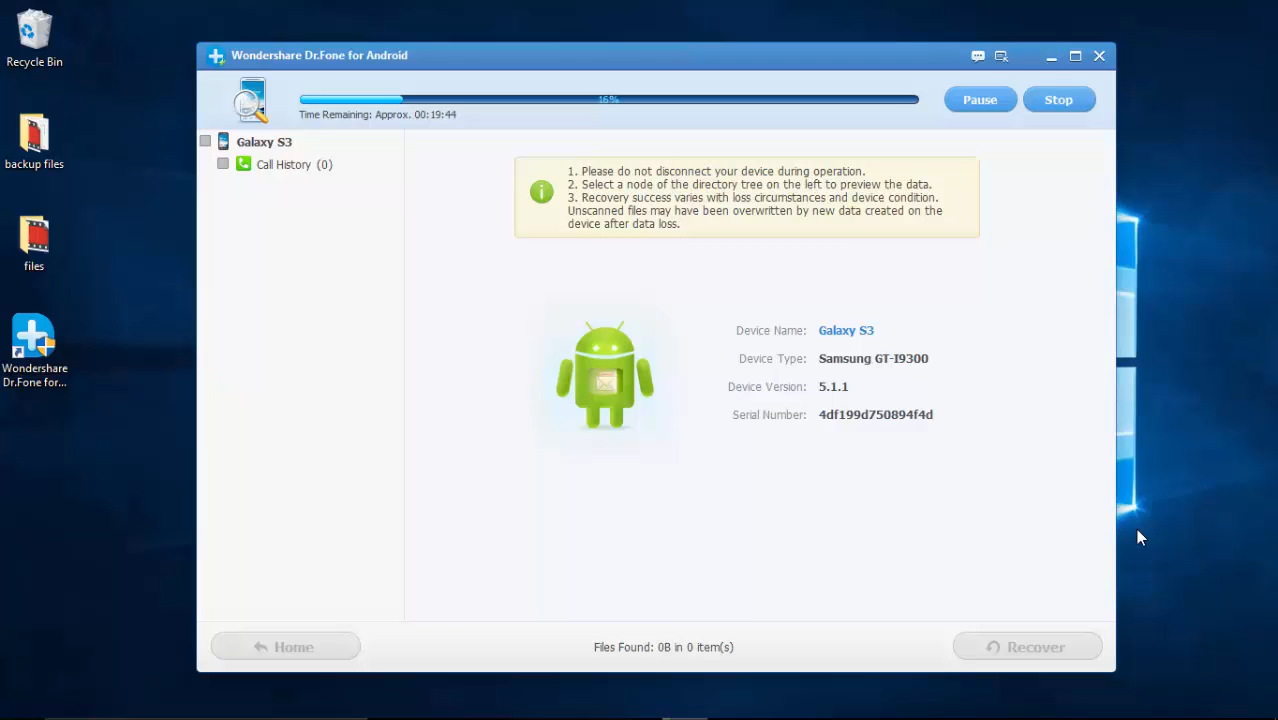 Recycle Bin
backup files
files
Wondershare
Dr.Fone for...
Wondershare Dr.Fone for Android
16%
Time Remaining: Approx. 00:19:44
Pause
Stop
Galaxy S3
Call History (0)
1. Please do not disconnect your device during operation.
2. Select a node of the directory tree on the left to preview the data.
3. Recovery success varies with loss circumstances and device condition.
Unscanned files may have been overwritten by new data created on the
device after data loss.
Device Name: Galaxy S3
Device Type: Samsung GT-I9300
Device Version: 5.1.1
Serial Number: 4df199d750894f4d
Home
Files Found: 0B in 0 item(s)
Recover